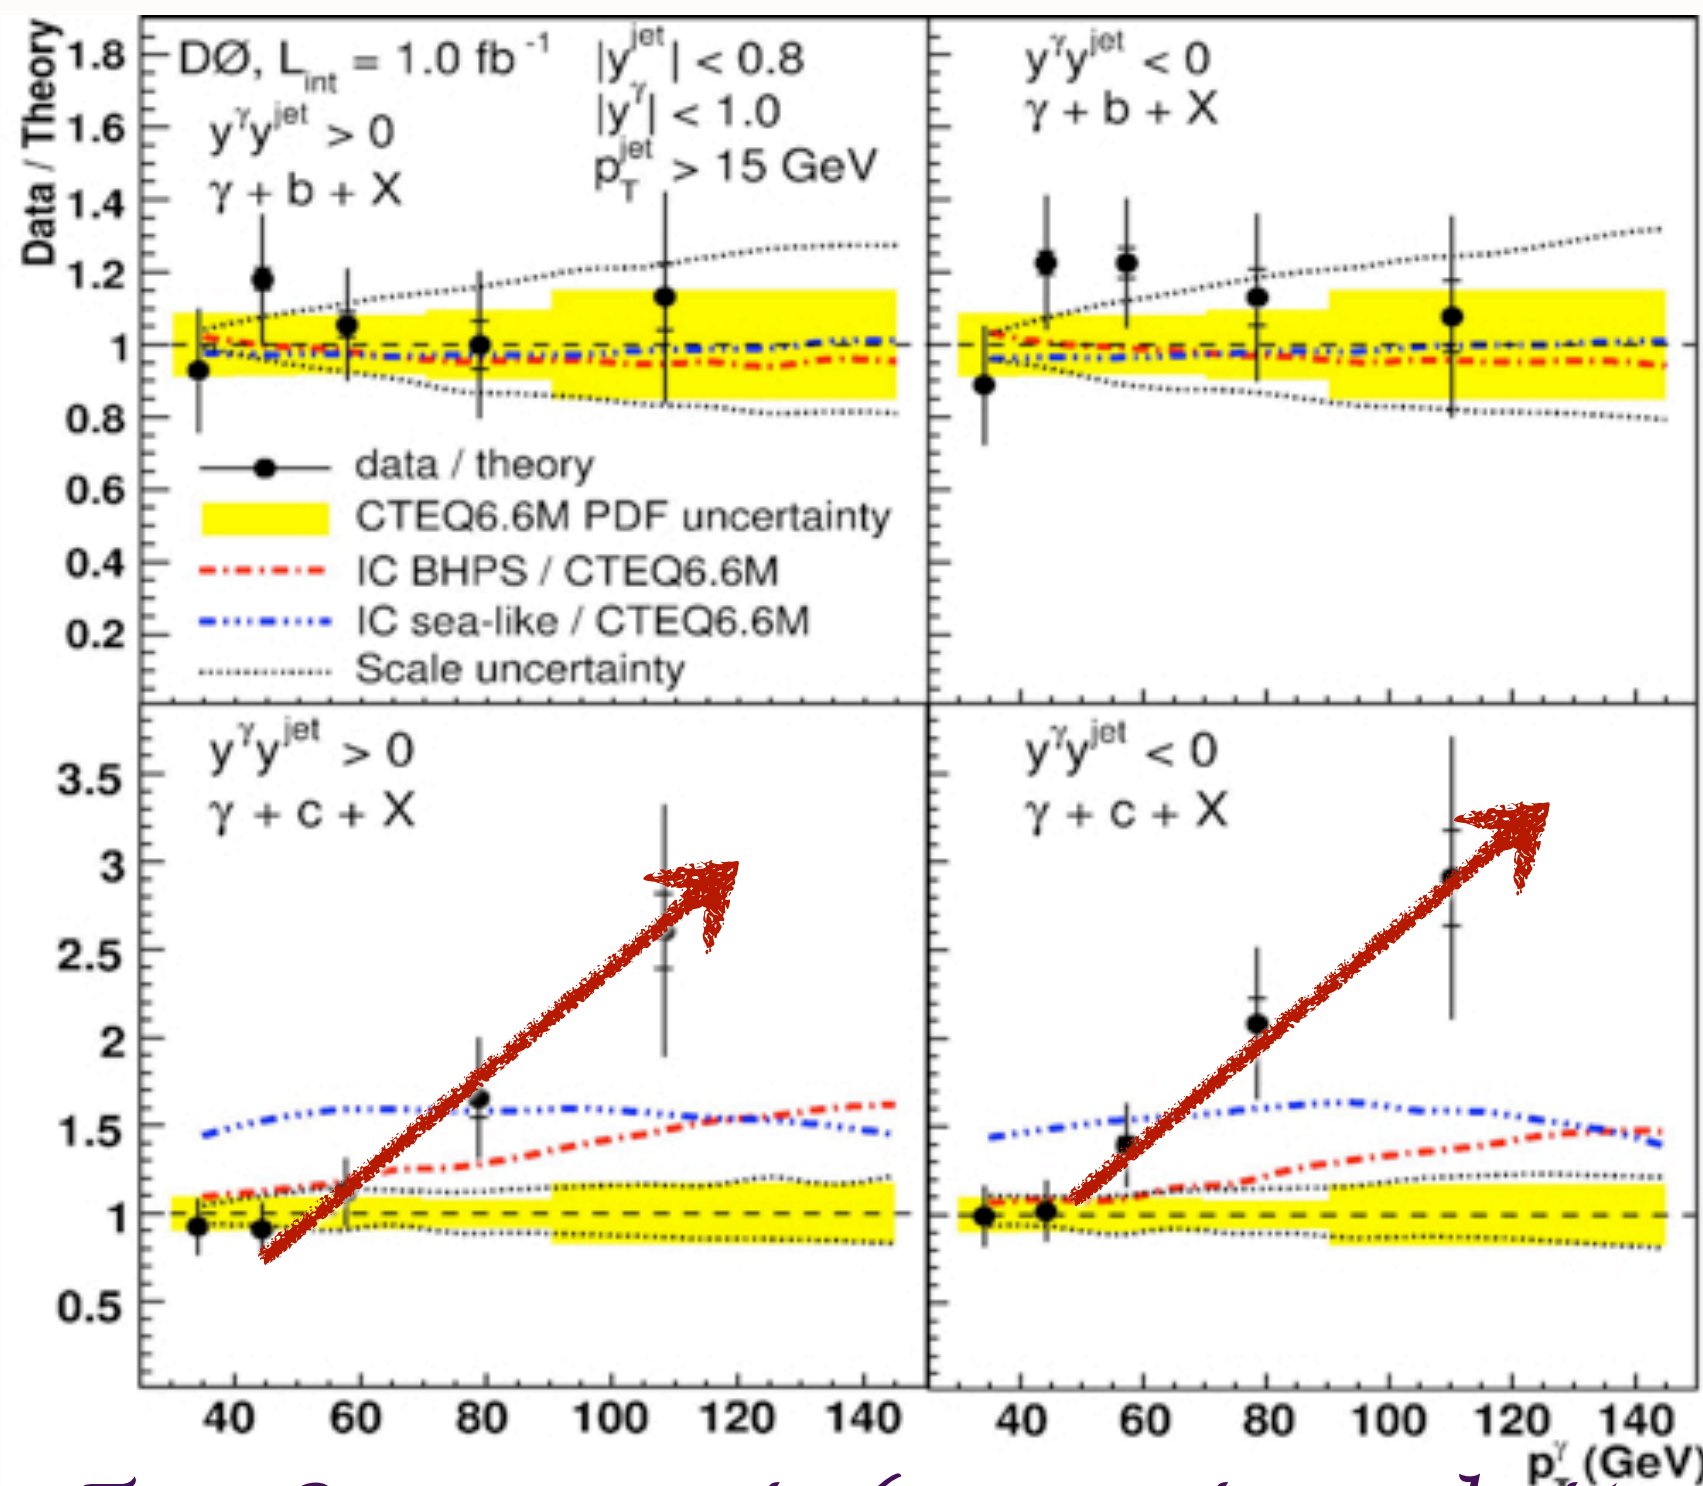 Data / Theory
DØ, L_int = 1.0 fb^-1
|y^jet| < 0.8
|y^γ| < 1.0
p_T^jet > 15 GeV
y^γy^jet > 0
γ + b + X
1.8
1.6
1.4
1.2
1
0.8
0.6
0.4
0.2
data / theory
CTEQ6.6M PDF uncertainty
IC BHPS / CTEQ6.6M
IC sea-like / CTEQ6.6M
Scale uncertainty
y^γy^jet < 0
γ + b + X
y^γy^jet > 0
γ + c + X
3.5
3
2.5
2
1.5
1
0.5
40 60 80 100 120 140
y^γy^jet < 0
γ + c + X
40 60 80 100 120 140
p_T^γ (GeV)